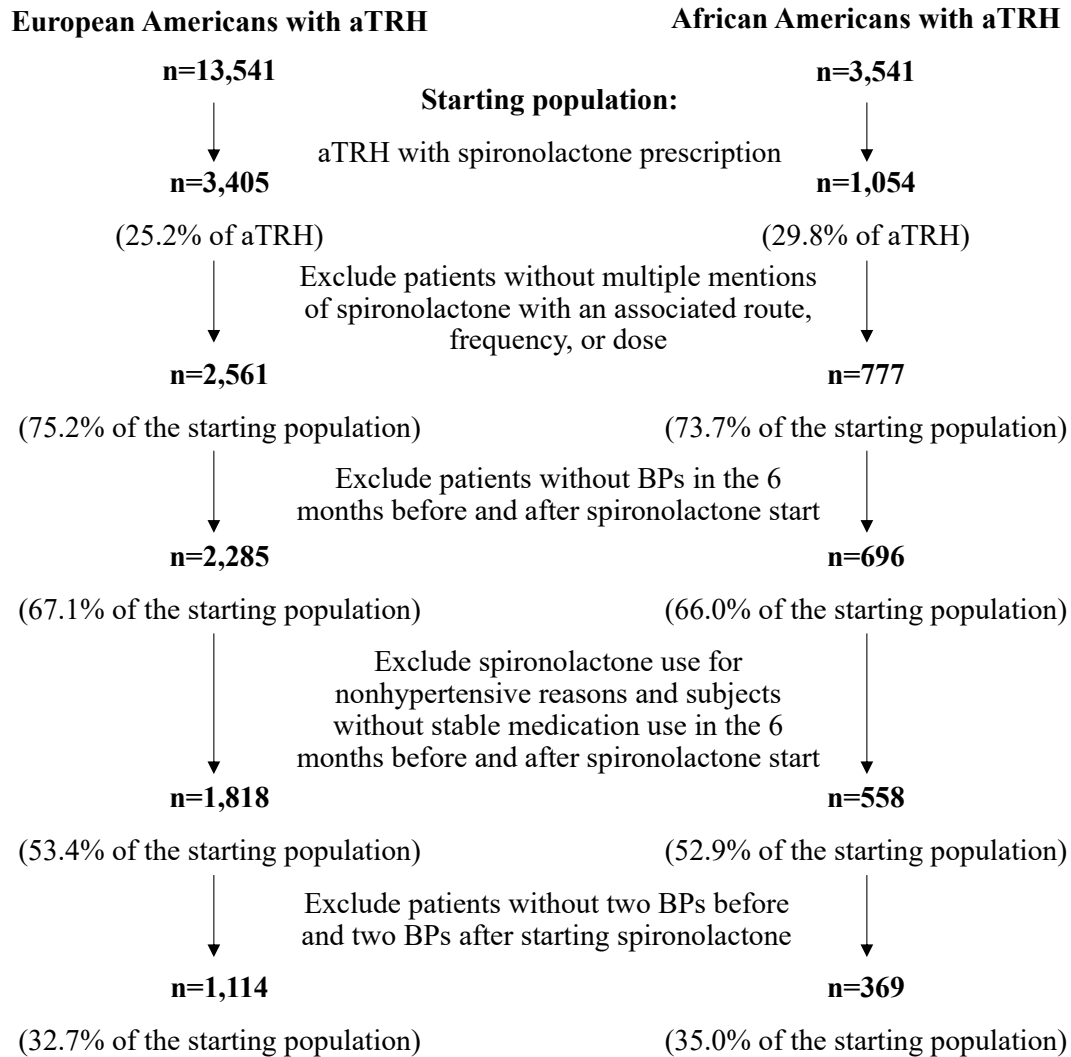 European Americans with aTRH
African Americans with aTRH
n=13,541
n=3,541
Starting population:
aTRH with spironolactone prescription
n=3,405
n=1,054
(25.2% of aTRH)
(29.8% of aTRH)
Exclude patients without multiple mentions
of spironolactone with an associated route,
frequency, or dose
n=2,561
n=777
(75.2% of the starting population)
(73.7% of the starting population)
Exclude patients without BPs in the 6
months before and after spironolactone start
n=2,285
n=696
(67.1% of the starting population)
(66.0% of the starting population)
Exclude spironolactone use for
nonhypertensive reasons and subjects
without stable medication use in the 6
months before and after spironolactone start
n=1,818
n=558
(53.4% of the starting population)
(52.9% of the starting population)
Exclude patients without two BPs before
and two BPs after starting spironolactone
n=1,114
n=369
(32.7% of the starting population)
(35.0% of the starting population)